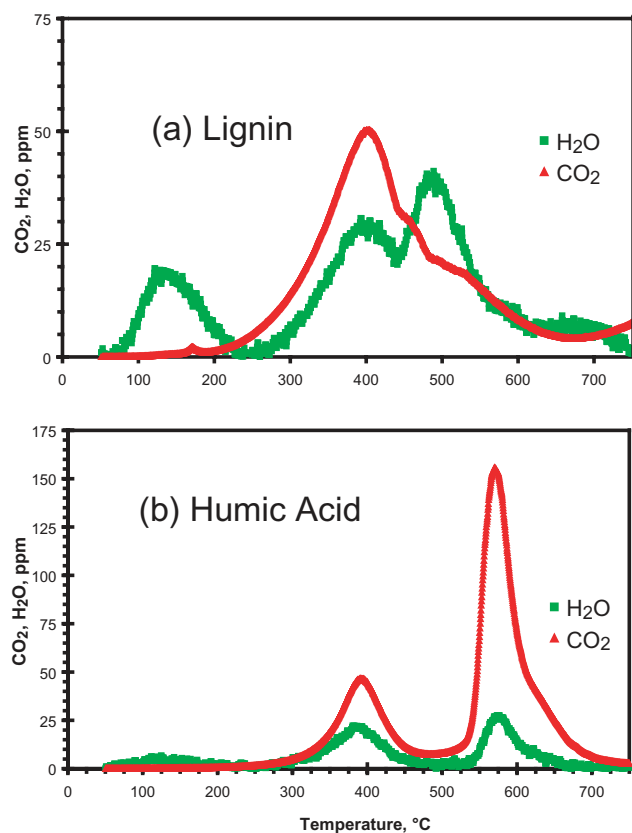 75
(a) Lignin
H₂O
CO₂
50
CO₂, H₂O, ppm
25
0
0 100 200 300 400 500 600 700
175
150
(b) Humic Acid
125
100
H₂O
CO₂
75
CO₂, H₂O, ppm
50
25
0
0 100 200 300 400 500 600 700
Temperature, °C